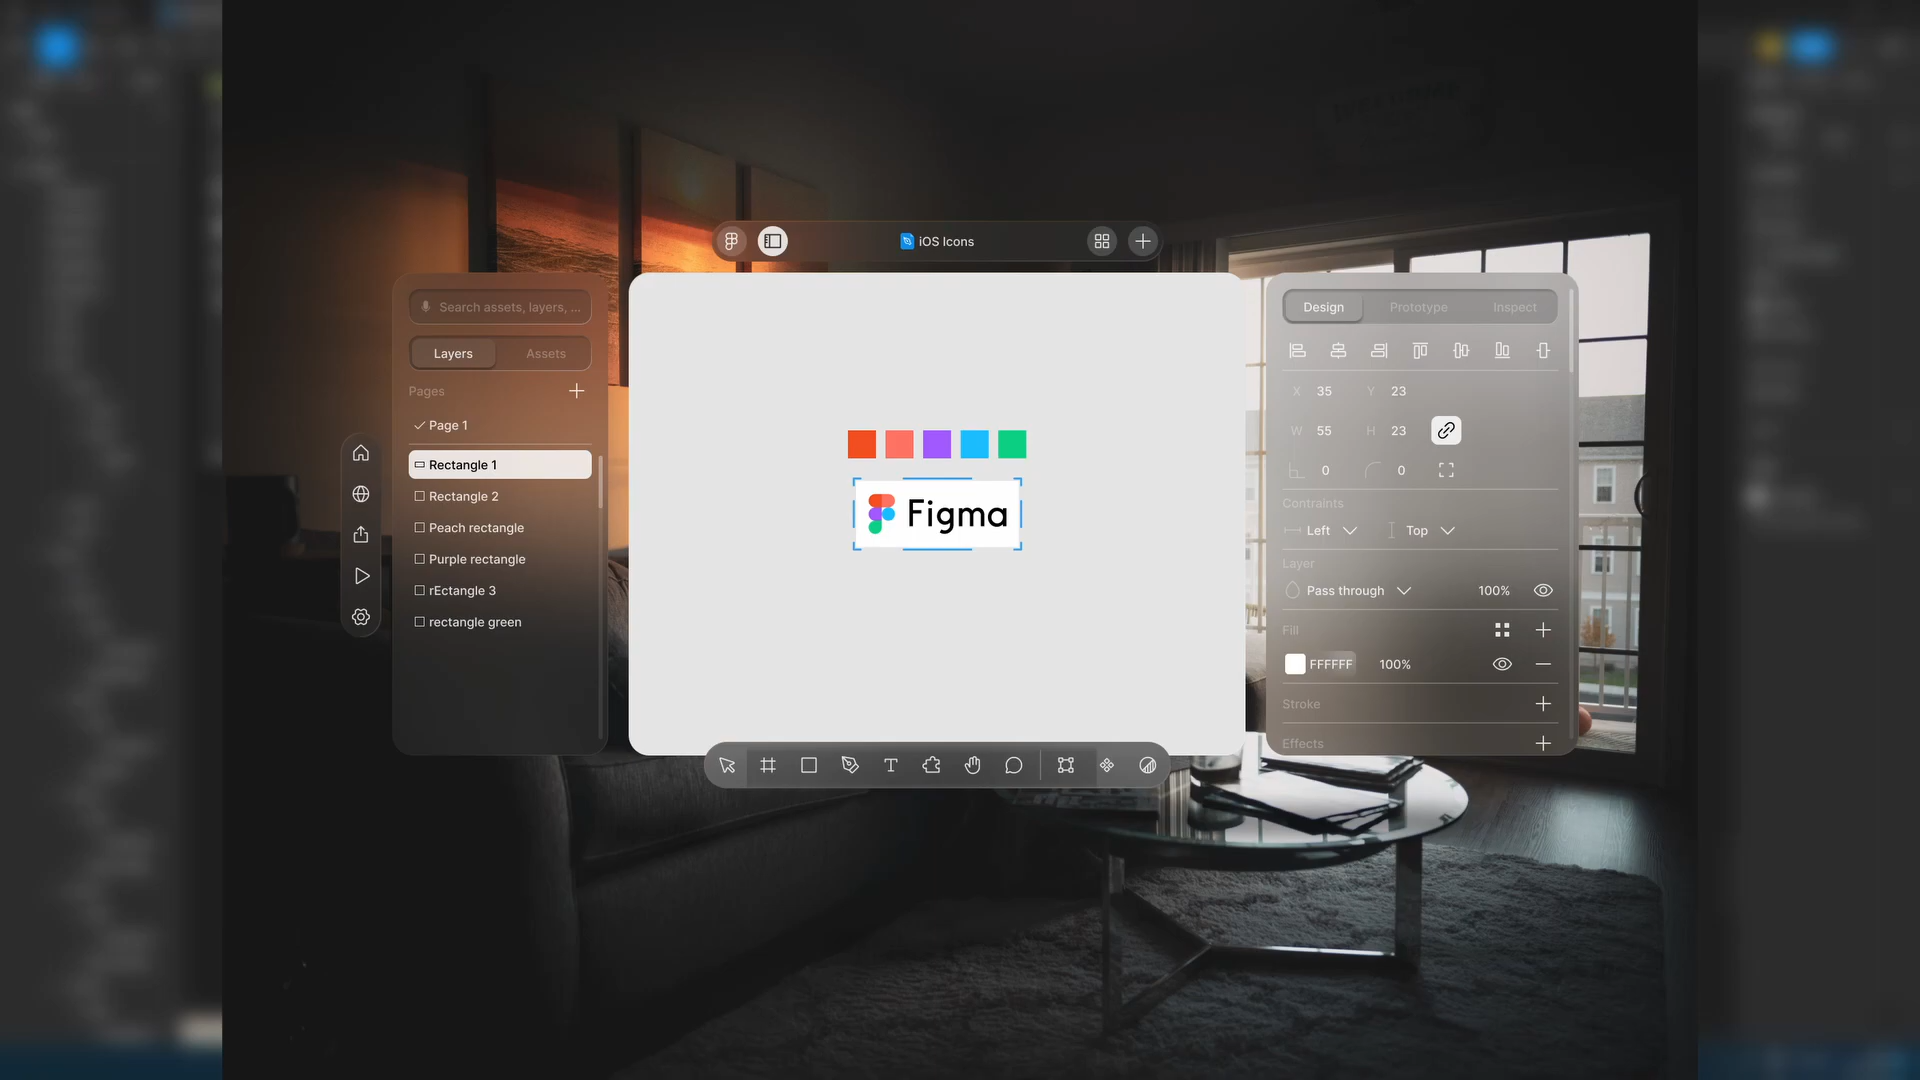 iOS Icons
Search assets, layers, ...
Layers
Assets
Pages
Page 1
Rectangle 1
Rectangle 2
Peach rectangle
Purple rectangle
rEctangle 3
rectangle green
Figma
Design
Prototype
Inspect
X 35 Y 23
W 55 H 23
0 0
Contraints
Left
Top
Layer
Pass through
100%
Fill
FFFFFF
100%
Stroke
Effects